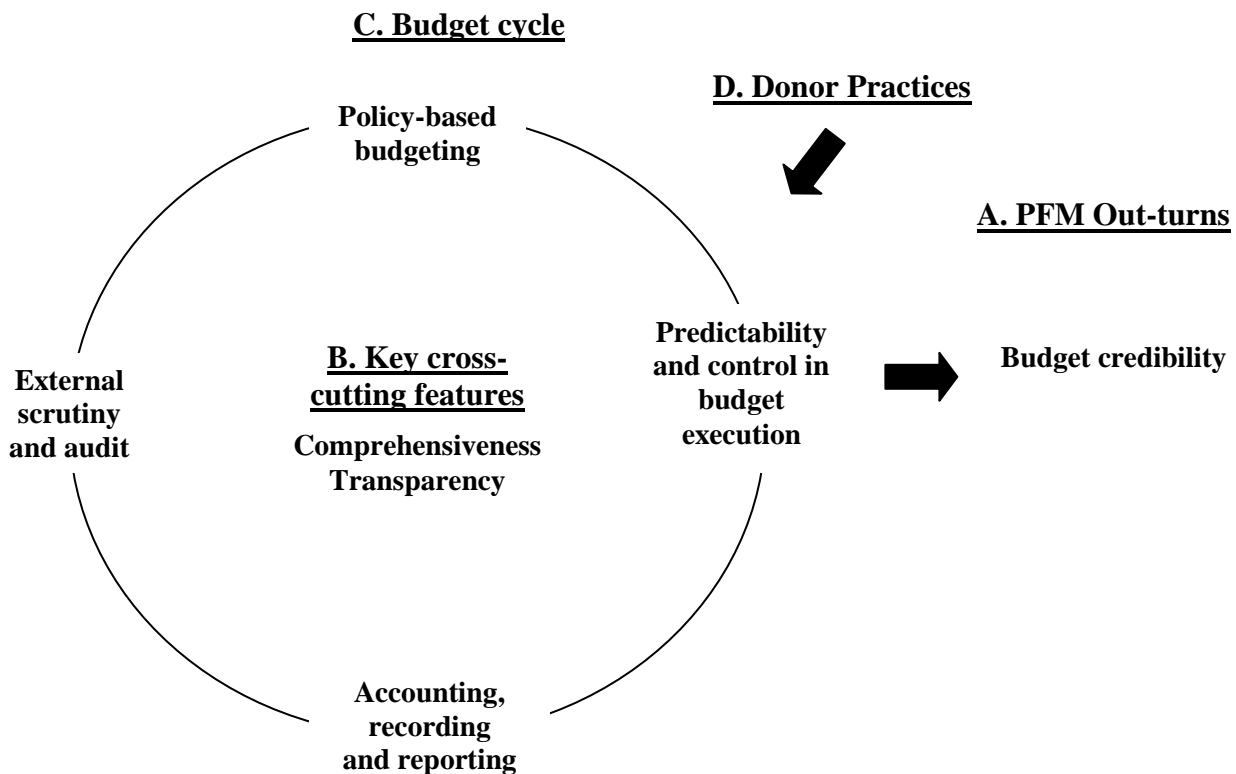 C. Budget cycle
D. Donor Practices
Policy-based
budgeting
A. PFM Out-turns
Predictability
and control in
budget
execution
Budget credibility
B. Key cross-
cutting features
Comprehensiveness
Transparency
External
scrutiny
and audit
Accounting,
recording
and reporting